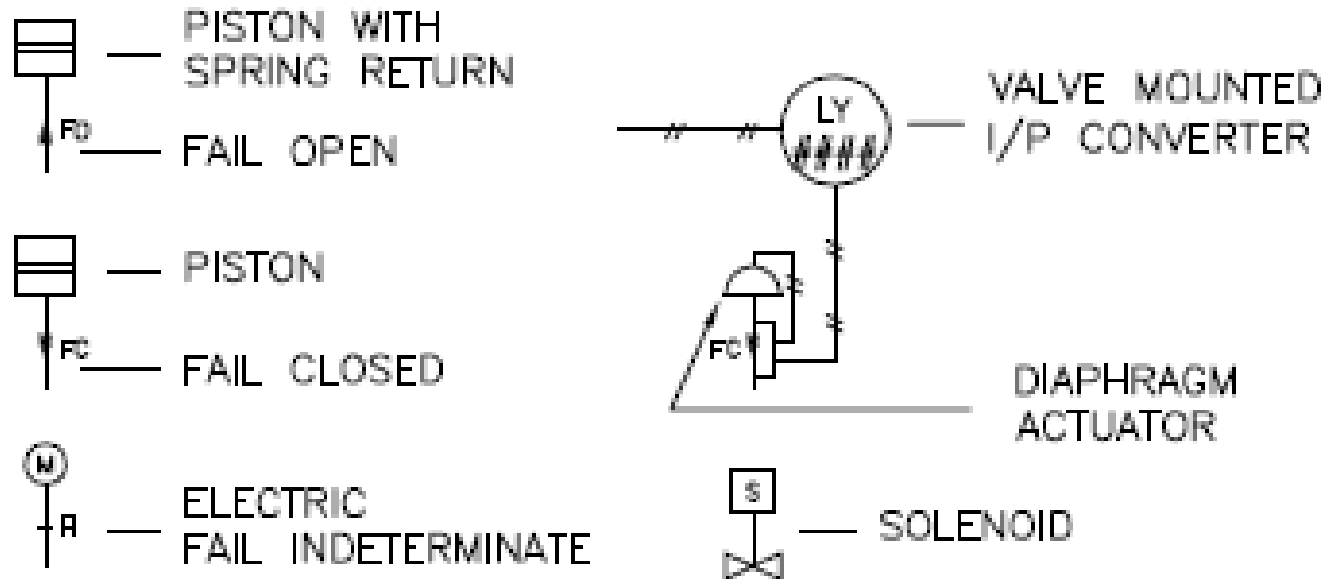 PISTON WITH
SPRING RETURN
FO
FAIL OPEN
PISTON
FC
FAIL CLOSED
M
ELECTRIC
FAIL INDETERMINATE
LY
VALVE MOUNTED
I/P CONVERTER
FC
DIAPHRAGM
ACTUATOR
S
SOLENOID